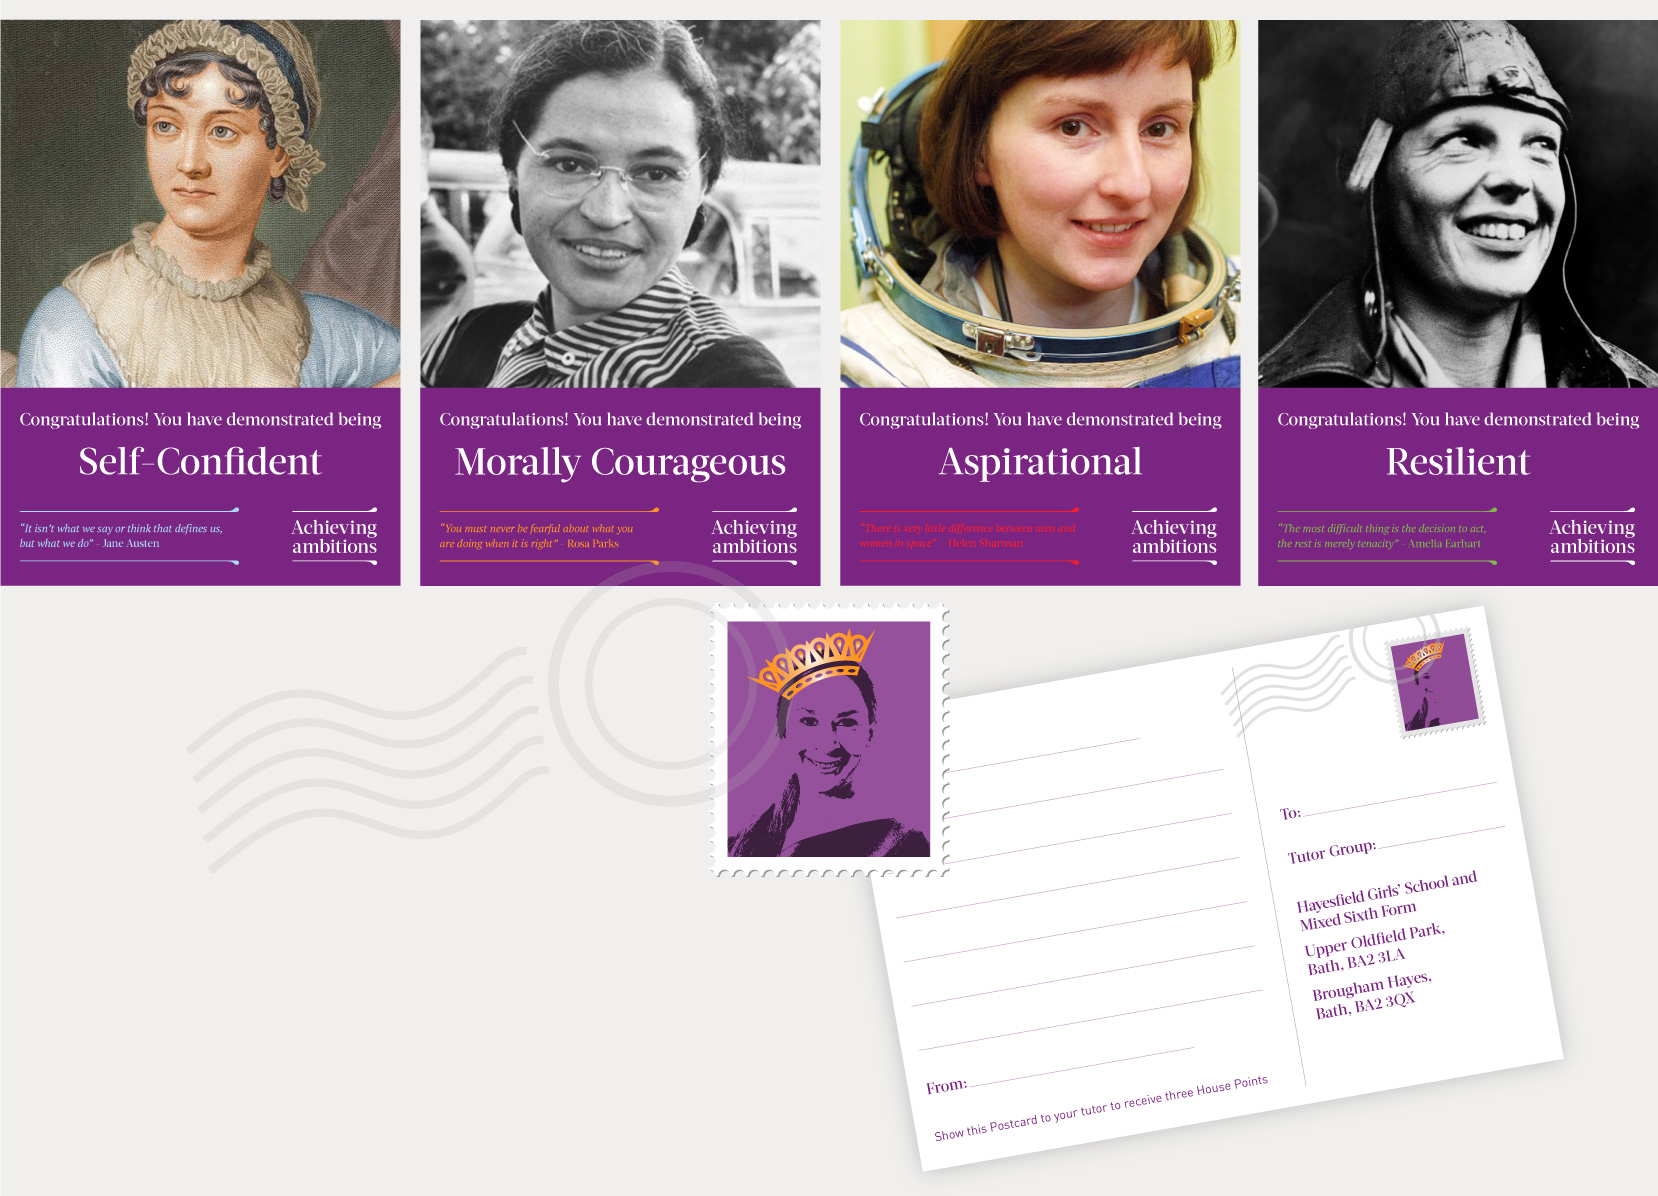 Congratulations! You have demonstrated being
Self-Confident
“It isn’t what we say or think that defines us,
but what we do” - Jane Austen
Achieving
ambitions
Congratulations! You have demonstrated being
Morally Courageous
“You must never be fearful about what you
are doing when it is right” - Rosa Parks
Achieving
ambitions
Congratulations! You have demonstrated being
Aspirational
“There is very little difference between men and
women in space” - Helen Sharman
Achieving
ambitions
Congratulations! You have demonstrated being
Resilient
“The most difficult thing is the decision to act,
the rest is merely tenacity” - Amelia Earhart
Achieving
ambitions
To:
Tutor Group:
Hayesfield Girls’ School and
Mixed Sixth Form
Upper Oldfield Park,
Bath, BA2 3LA
Brougham Hayes,
Bath, BA2 3QX
From:
Show this Postcard to your tutor to receive three House Points